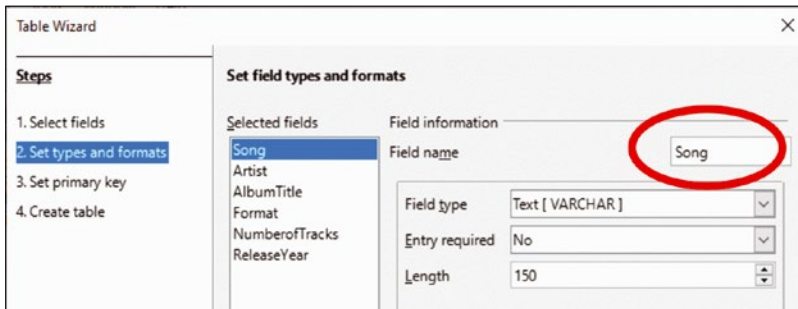 Table Wizard
Steps
1. Select fields
2. Set types and formats
3. Set primary key
4. Create table
Set field types and formats
Selected fields
Song
Artist
AlbumTitle
Format
NumberofTracks
ReleaseYear
Field information
Field name Song
Field type Text [ VARCHAR ]
Entry required No
Length 150